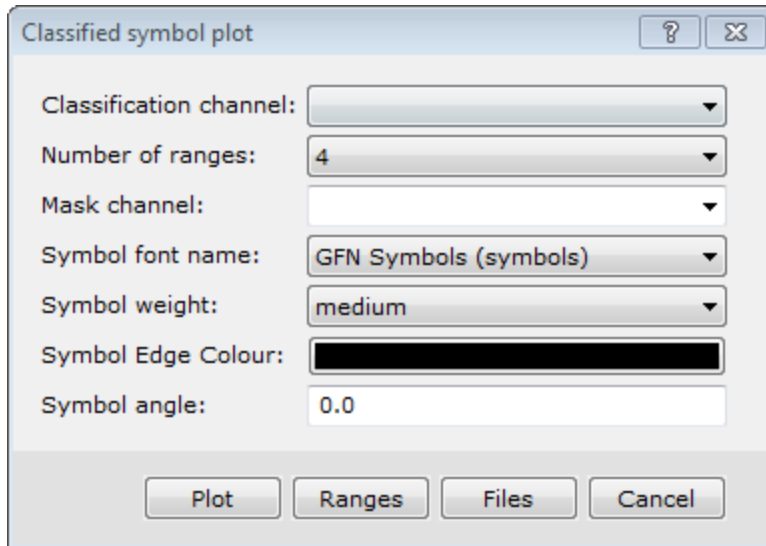 Classified symbol plot ?
Classification channel:
Number of ranges: 4
Mask channel:
Symbol font name: GFN Symbols (symbols)
Symbol weight: medium
Symbol Edge Colour:
Symbol angle: 0.0
Plot Ranges Files Cancel